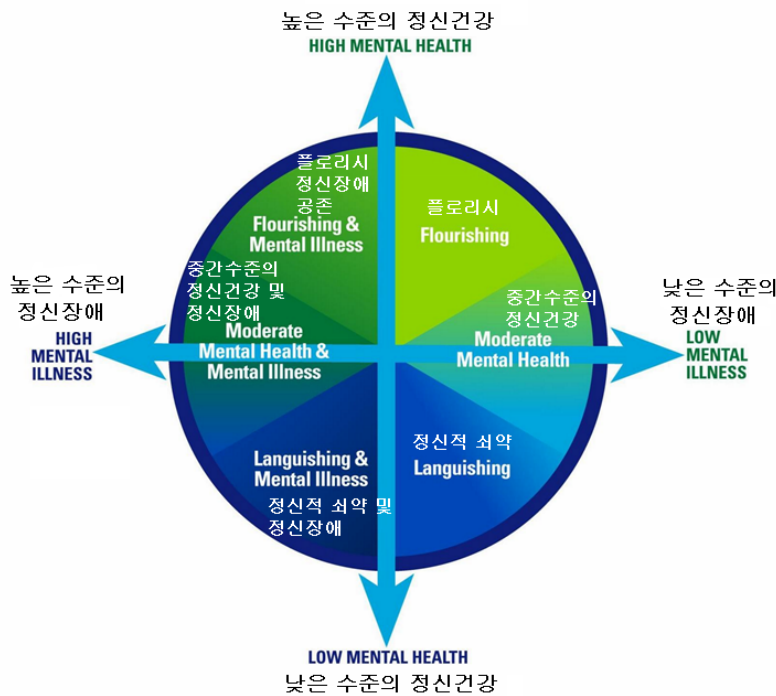 높은 수준의 정신건강
HIGH MENTAL HEALTH
플로리시
정신장애
공존
Flourishing &
Mental Illness
플로리시
Flourishing
높은 수준의
정신장애
HIGH
MENTAL
ILLNESS
중간수준의
정신건강 및
정신장애
Moderate
Mental Health &
Mental Illness
중간수준의
정신건강
Moderate
Mental Health
낮은 수준의
정신장애
LOW
MENTAL
ILLNESS
Languishing &
Mental Illness
정신적 쇠약 및
정신장애
정신적 쇠약
Languishing
LOW MENTAL HEALTH
낮은 수준의 정신건강